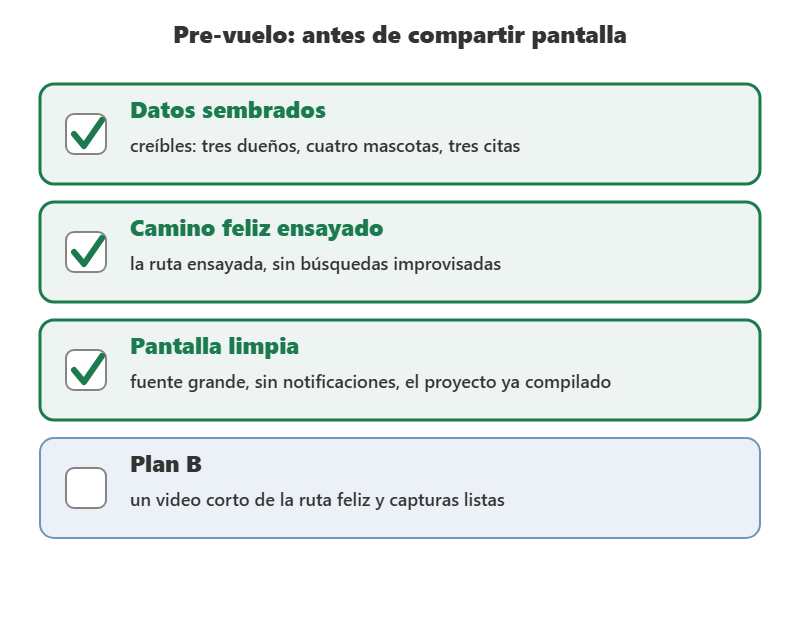 Pre-vuelo: antes de compartir pantalla
Datos sembrados
creíbles: tres dueños, cuatro mascotas, tres citas
Camino feliz ensayado
la ruta ensayada, sin búsquedas improvisadas
Pantalla limpia
fuente grande, sin notificaciones, el proyecto ya compilado
Plan B
un video corto de la ruta feliz y capturas listas